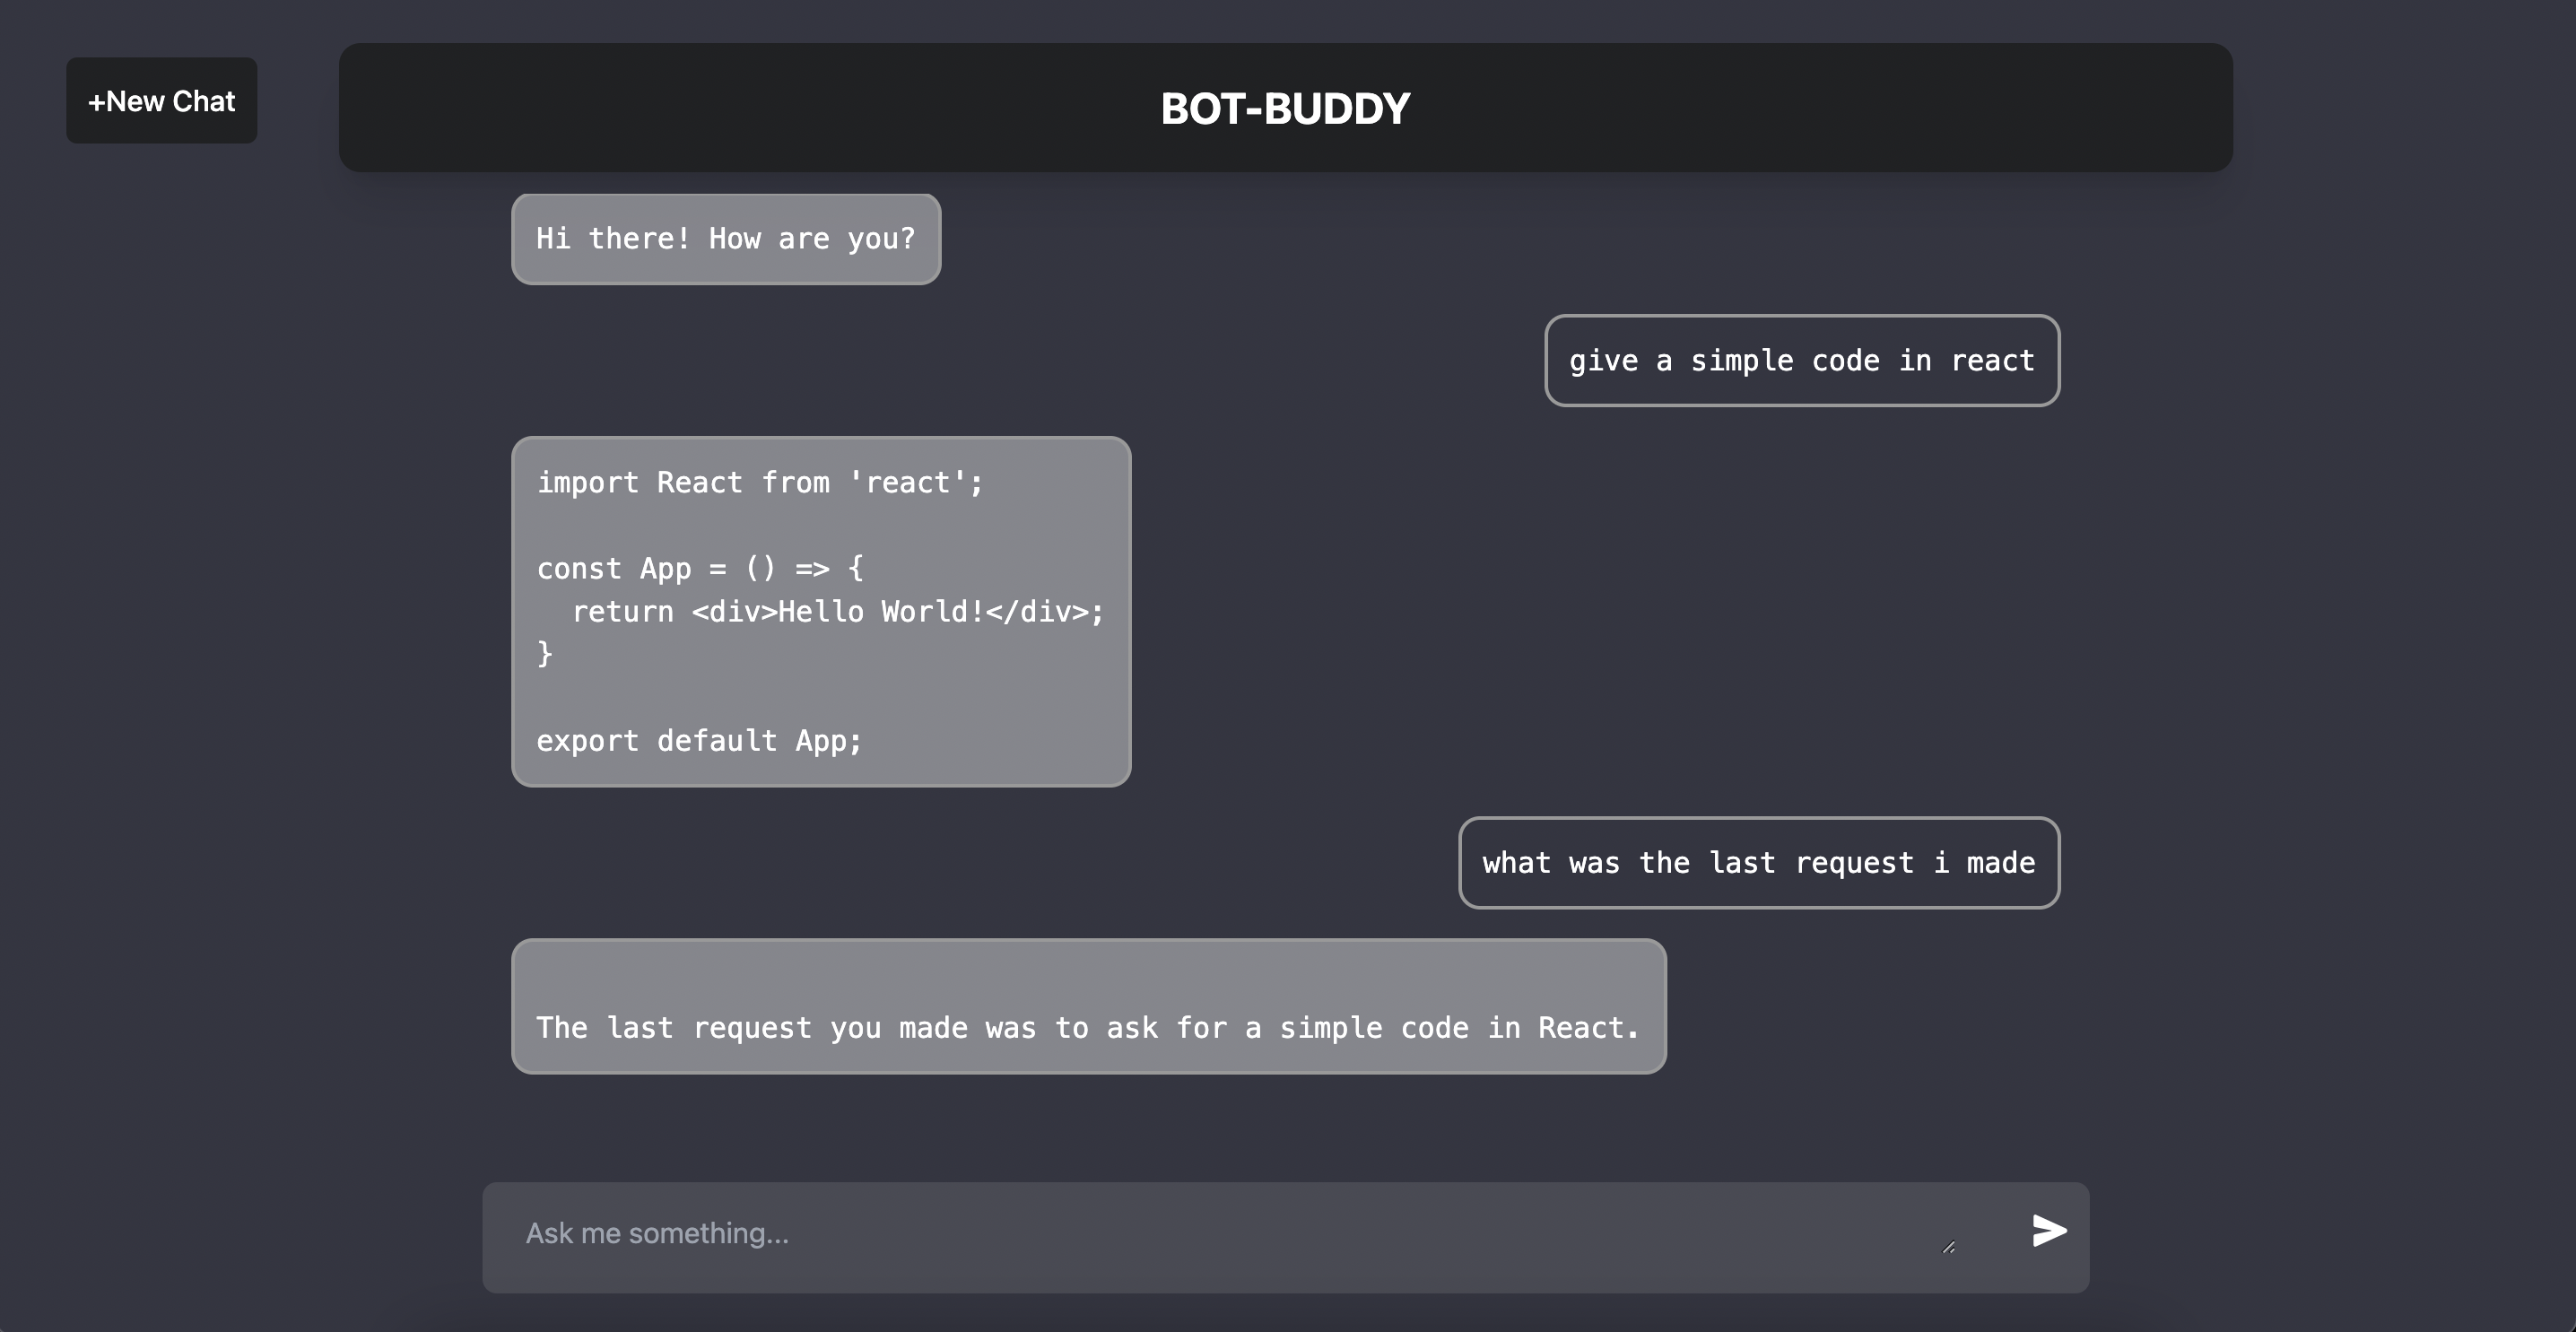 +New Chat
BOT-BUDDY
Hi there! How are you?
give a simple code in react
import React from 'react';
const App = () => {
  return <div>Hello World!</div>;
}
export default App;
what was the last request i made
The last request you made was to ask for a simple code in React.
Ask me something...